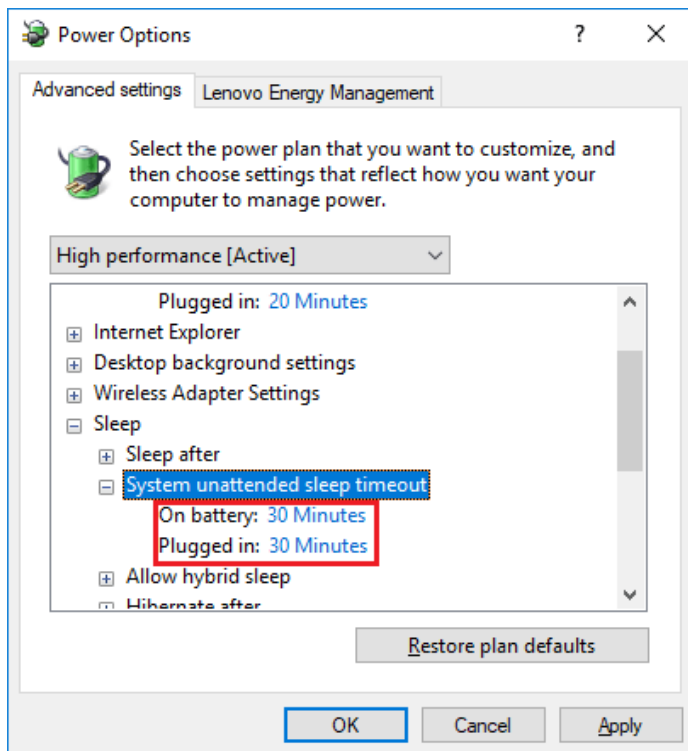 Power Options
Advanced settings
Lenovo Energy Management
Select the power plan that you want to customize, and
then choose settings that reflect how you want your
computer to manage power.
High performance [Active]
Plugged in: 20 Minutes
Internet Explorer
Desktop background settings
Wireless Adapter Settings
Sleep
Sleep after
System unattended sleep timeout
On battery: 30 Minutes
Plugged in: 30 Minutes
Allow hybrid sleep
Hibernate after
Restore plan defaults
OK
Cancel
Apply